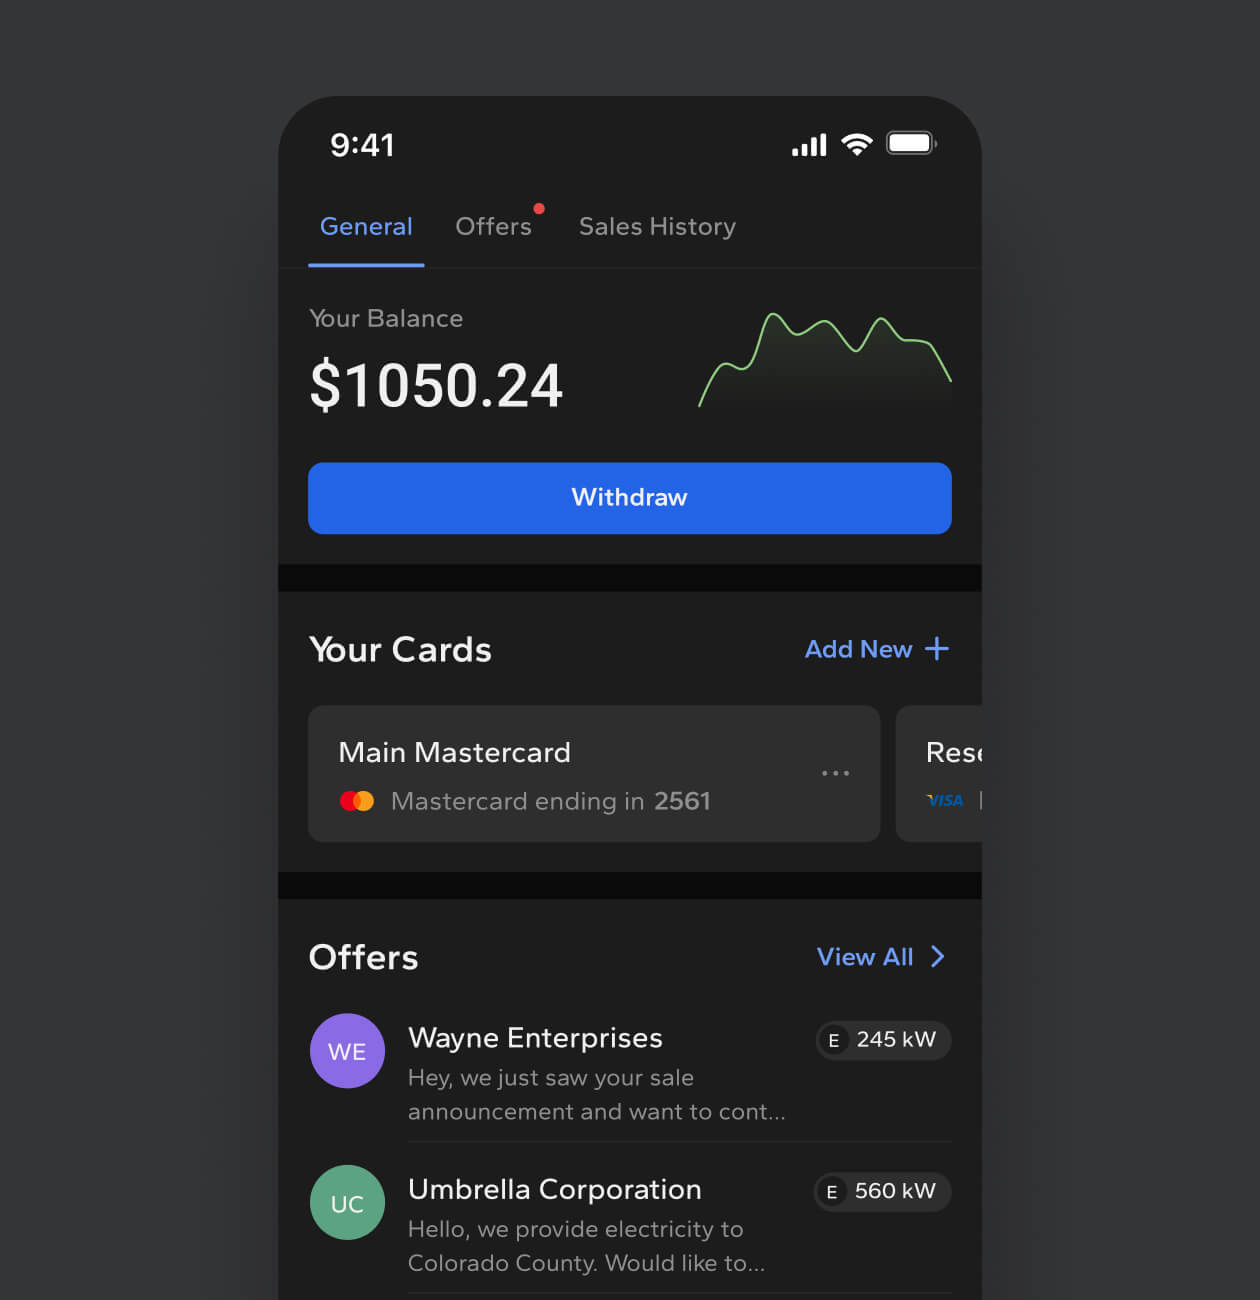 9:41
General Offers Sales History
Your Balance
$1050.24
Withdraw
Your Cards Add New
Main Mastercard
Mastercard ending in 2561
VISA
Offers View All
WE Wayne Enterprises E 245 kW
Hey, we just saw your sale
announcement and want to cont...
UC Umbrella Corporation E 560 kW
Hello, we provide electricity to
Colorado County. Would like to...